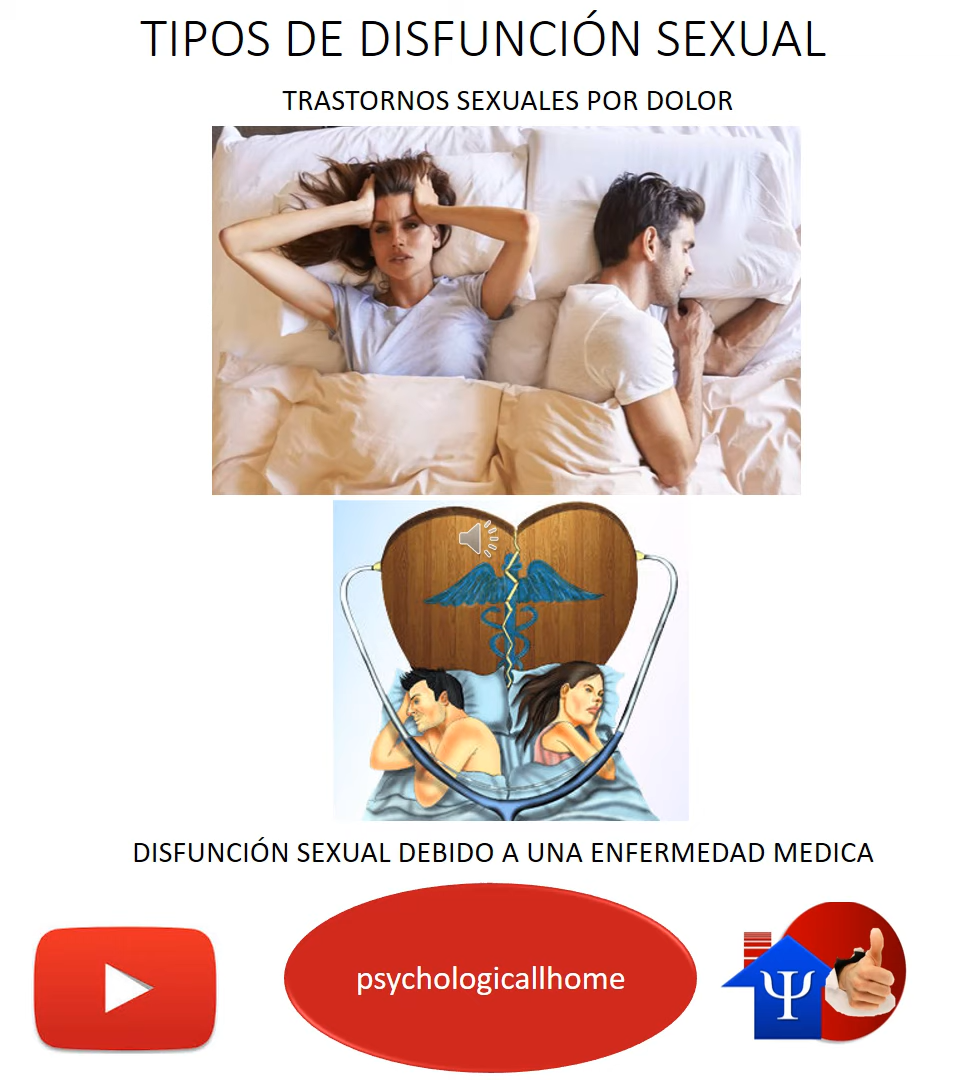 TIPOS DE DISFUNCIÓN SEXUAL
TRASTORNOS SEXUALES POR DOLOR
DISFUNCIÓN SEXUAL DEBIDO A UNA ENFERMEDAD MEDICA
psychologicallhome
Ψ